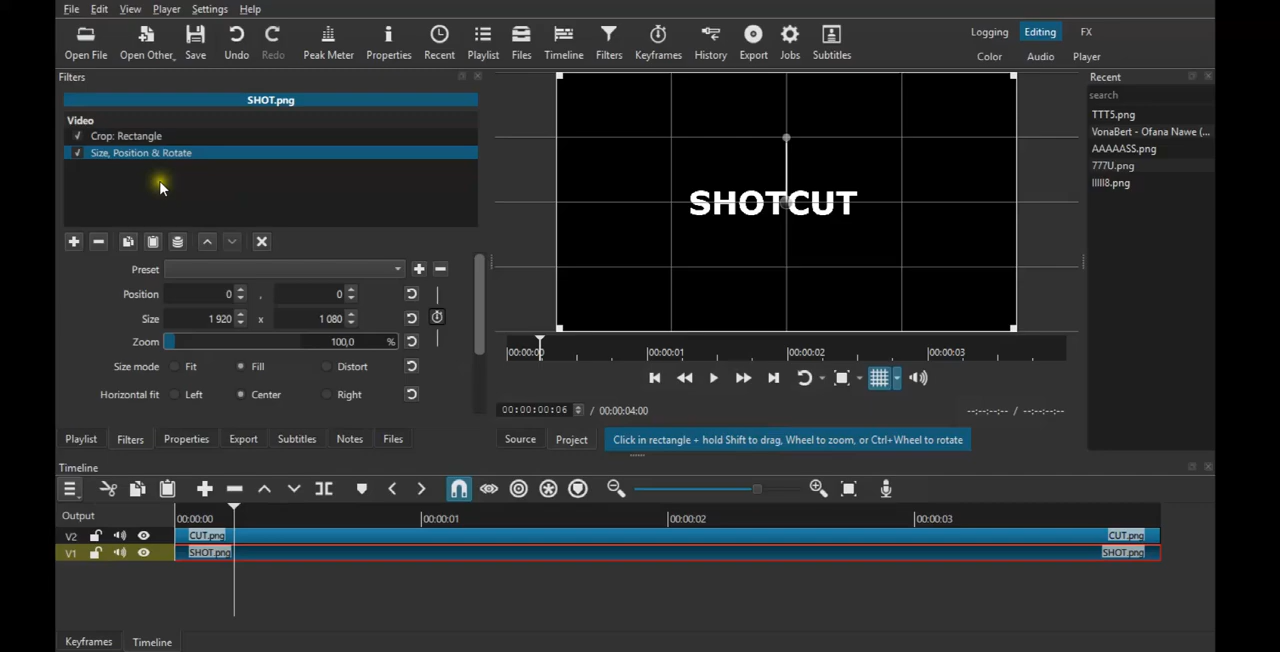 File Edit View Player Settings Help
Open File Open Other Save Undo Redo Peak Meter Properties Recent Playlist Files Timeline Filters Keyframes History Export Jobs Subtitles
Logging Editing FX
Color Audio Player
Filters
SHOT.png
Video
Crop: Rectangle
Size, Position & Rotate
Preset
Position 0 , 0
Size 1 920 x 1 080
Zoom 100,0 %
Size mode Fit Fill Distort
Horizontal fit Left Center Right
Playlist Filters Properties Export Subtitles Notes Files
SHOTCUT
00:00:00 00:00:01 00:00:02 00:00:03
00:00:00:06 / 00:00:04:00 --:--:--:-- / --:--:--:--
Source Project Click in rectangle + hold Shift to drag, Wheel to zoom, or Ctrl+Wheel to rotate
Recent
search
TTT5.png
VonaBert - Ofana Nawe (...
AAAAASS.png
777U.png
lllll8.png
Timeline
Output 00:00:00 00:00:01 00:00:02 00:00:03
V2 CUT.png CUT.png
V1 SHOT.png SHOT.png
Keyframes Timeline